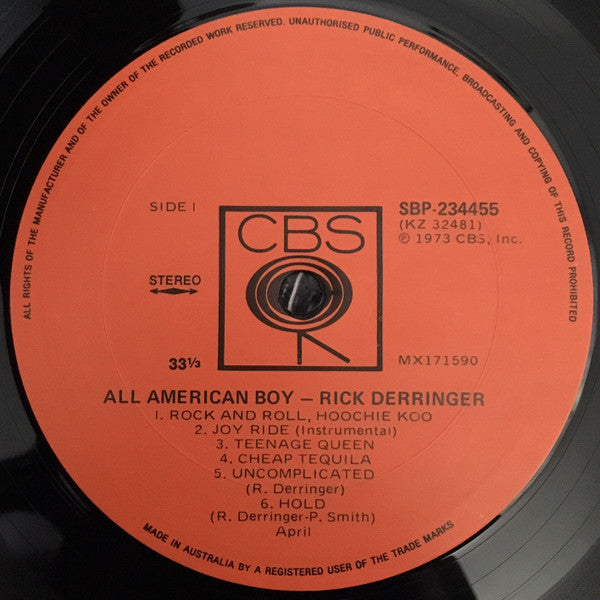 ALL RIGHTS OF THE MANUFACTURER AND OF THE OWNER OF THE RECORDED WORK RESERVED. UNAUTHORISED PUBLIC PERFORMANCE, BROADCASTING AND COPYING OF THIS RECORD PROHIBITED
SIDE 1
CBS
SBP-234455
(KZ 32481)
℗ 1973 CBS, Inc.
STEREO
33⅓
MX171590
ALL AMERICAN BOY – RICK DERRINGER
1. ROCK AND ROLL, HOOCHIE KOO
2. JOY RIDE (Instrumental)
3. TEENAGE QUEEN
4. CHEAP TEQUILA
5. UNCOMPLICATED
(R. Derringer)
6. HOLD
(R. Derringer-P. Smith)
April
MADE IN AUSTRALIA BY A REGISTERED USER OF THE TRADE MARKS